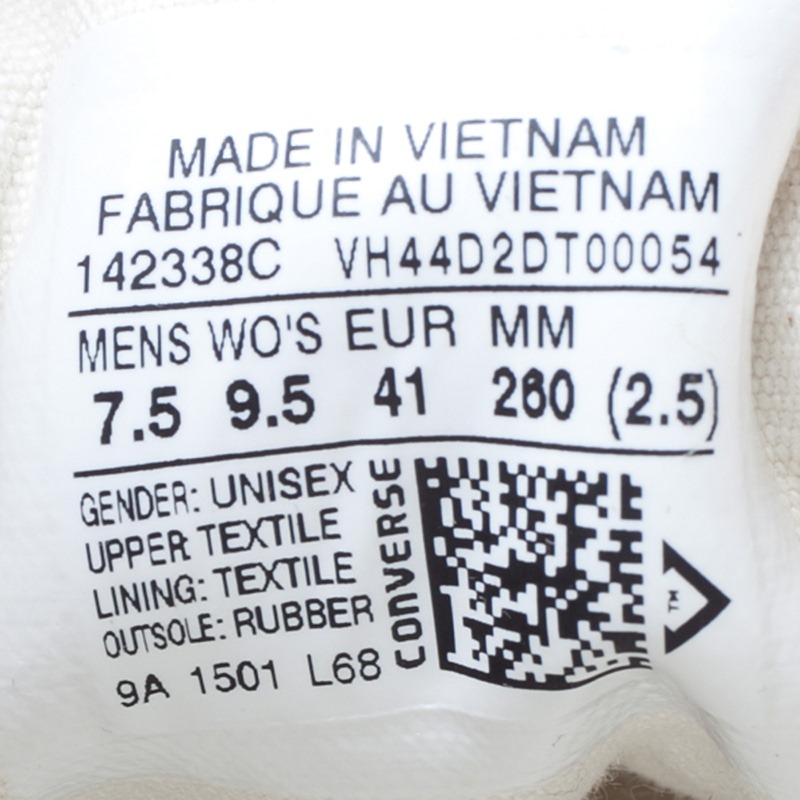 MADE IN VIETNAM
FABRIQUE AU VIETNAM
142338C VH44D2DT00054
MENS WO'S EUR MM
7.5 9.5 41 260 (2.5)
GENDER: UNISEX
UPPER: TEXTILE
LINING: TEXTILE
OUTSOLE: RUBBER
9A 1501 L68
CONVERSE
TM